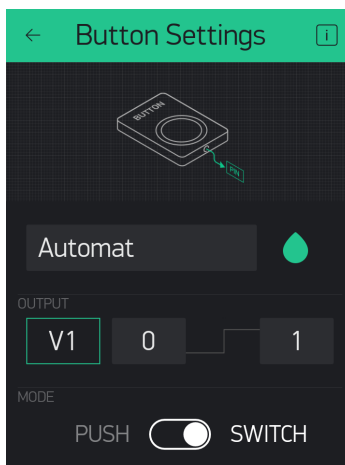 ← Button Settings i
BUTTON
PIN
Automat
OUTPUT
V1 0 1
MODE
PUSH SWITCH